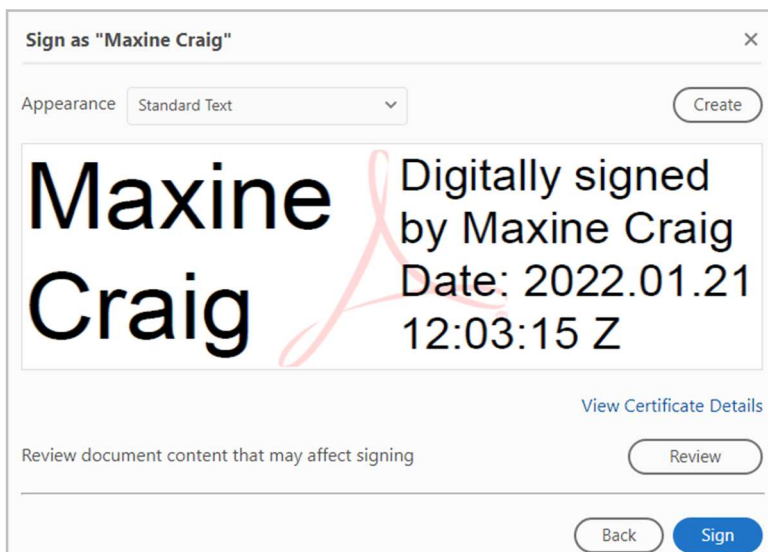 Sign as "Maxine Craig"
Appearance Standard Text
Create
Maxine
Craig
Digitally signed
by Maxine Craig
Date: 2022.01.21
12:03:15 Z
View Certificate Details
Review document content that may affect signing
Review
Back
Sign